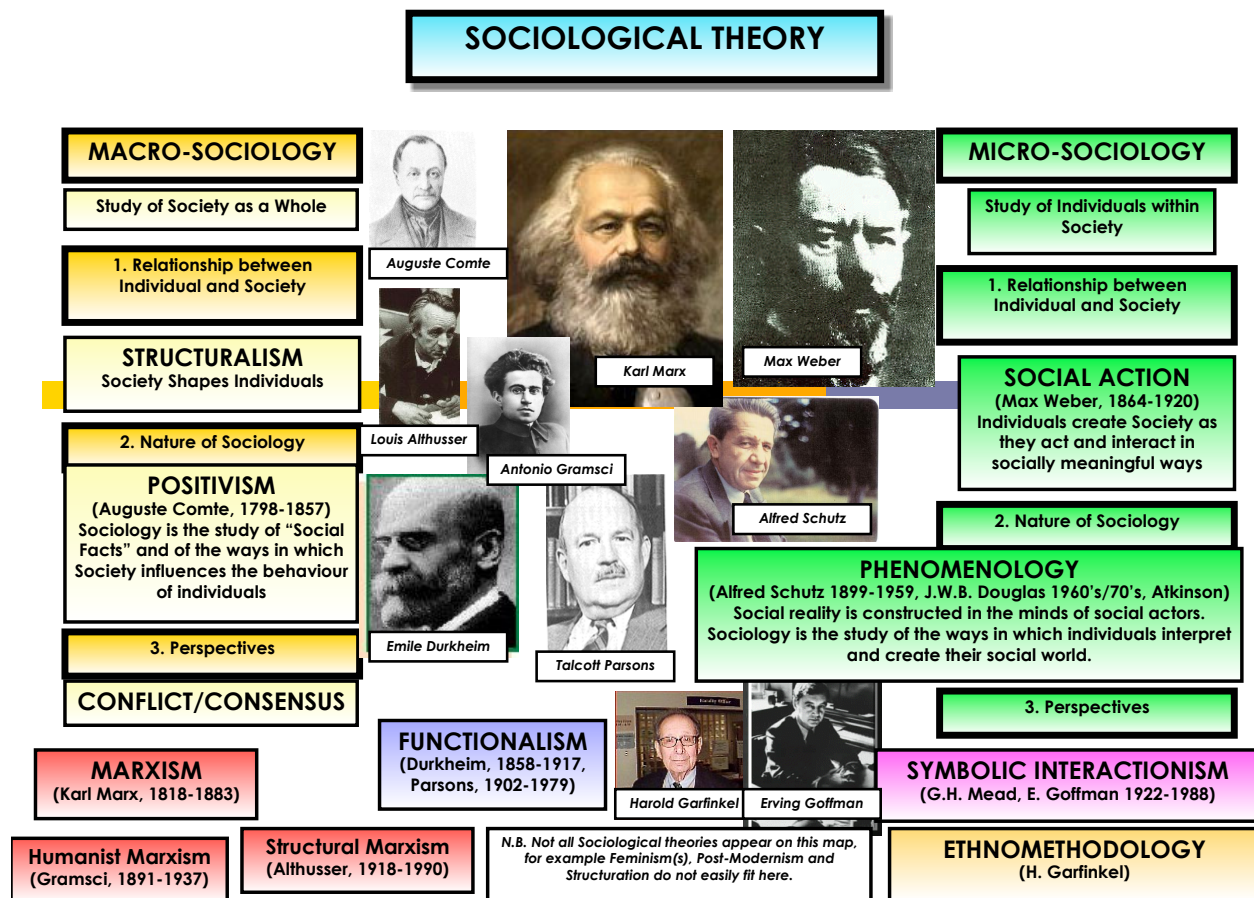 SOCIOLOGICAL THEORY
MACRO-SOCIOLOGY
Study of Society as a Whole
1. Relationship between
Individual and Society
STRUCTURALISM
Society Shapes Individuals
2. Nature of Sociology
POSITIVISM
(Auguste Comte, 1798-1857)
Sociology is the study of “Social
Facts” and of the ways in which
Society influences the behaviour
of individuals
3. Perspectives
CONFLICT/CONSENSUS
Auguste Comte
Karl Marx
Max Weber
Louis Althusser
Antonio Gramsci
Alfred Schutz
Emile Durkheim
Talcott Parsons
MICRO-SOCIOLOGY
Study of Individuals within
Society
1. Relationship between
Individual and Society
SOCIAL ACTION
(Max Weber, 1864-1920)
Individuals create Society as
they act and interact in
socially meaningful ways
2. Nature of Sociology
PHENOMENOLOGY
(Alfred Schutz 1899-1959, J.W.B. Douglas 1960’s/70’s, Atkinson)
Social reality is constructed in the minds of social actors.
Sociology is the study of the ways in which individuals interpret
and create their social world.
3. Perspectives
Harold Garfinkel
Erving Goffman
MARXISM
(Karl Marx, 1818-1883)
Humanist Marxism
(Gramsci, 1891-1937)
Structural Marxism
(Althusser, 1918-1990)
FUNCTIONALISM
(Durkheim, 1858-1917,
Parsons, 1902-1979)
N.B. Not all Sociological theories appear on this map,
for example Feminism(s), Post-Modernism and
Structuration do not easily fit here.
SYMBOLIC INTERACTIONISM
(G.H. Mead, E. Goffman 1922-1988)
ETHNOMETHODOLOGY
(H. Garfinkel)